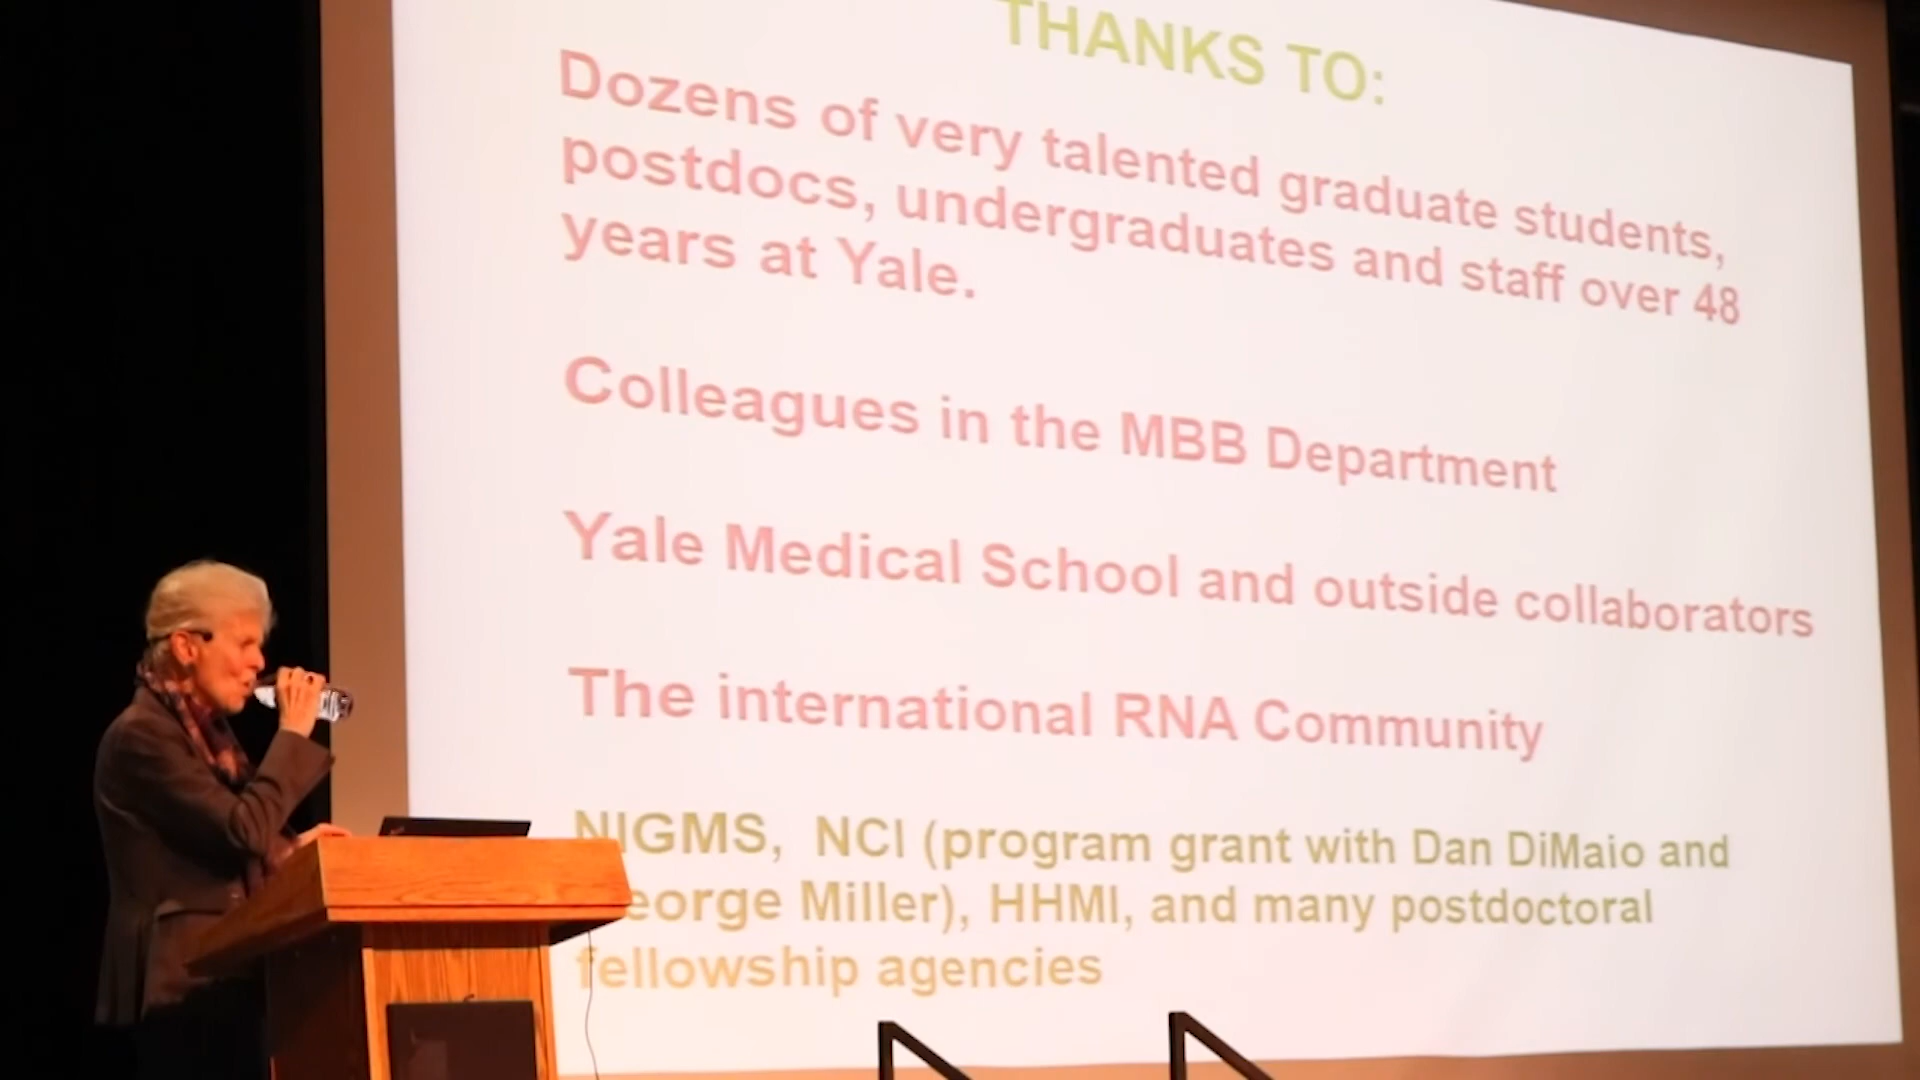 THANKS TO:
Dozens of very talented graduate students,
postdocs, undergraduates and staff over 48
years at Yale.
Colleagues in the MBB Department
Yale Medical School and outside collaborators
The international RNA Community
NIGMS, NCI (program grant with Dan DiMaio and
eorge Miller), HHMI, and many postdoctoral
fellowship agencies